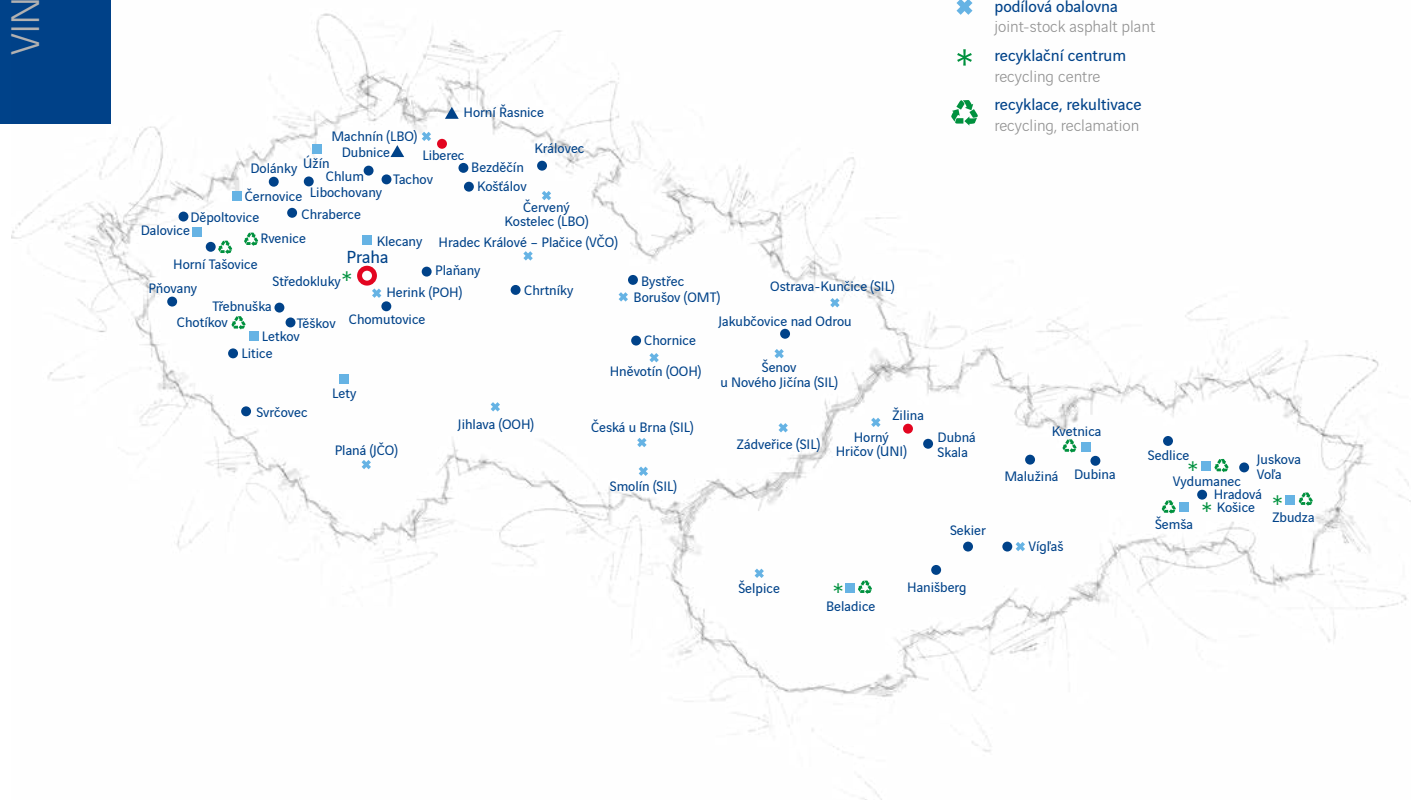 VIN
podílová obalovna
joint-stock asphalt plant
recyklační centrum
recycling centre
recyklace, rekultivace
recycling, reclamation
Horní Řasnice
Machnín (LBO)
Dubnice
Liberec
Královec
Úžín
Dolánky
Chlum
Tachov
Bezděčín
Košťálov
Libochovany
Černovice
Červený
Kostelec (LBO)
Děpoltovice
Chraberce
Dalovice
Rvenice
Klecany
Hradec Králové – Plačice (VČO)
Horní Tašovice
Praha
Středokluky
Plaňany
Pňovany
Herink (POH)
Chrtníky
Bystřec
Borušov (OMT)
Ostrava-Kunčice (SIL)
Třebnuška
Chomutovice
Chotíkov
Těškov
Jakubčovice nad Odrou
Letkov
Litice
Chornice
Hněvotín (OOH)
Šenov
u Nového Jičína (SIL)
Lety
Svrčovec
Jihlava (OOH)
Česká u Brna (SIL)
Zádveřice (SIL)
Planá (JČO)
Smolín (SIL)
Žilina
Horný
Hričov (UNI)
Dubná
Skala
Kvetnica
Malužiná
Dubina
Sedlice
Juskova
Voľa
Vydumanec
Hradová
Košice
Šemša
Zbudza
Sekier
Vígľaš
Hanišberg
Šelpice
Beladice